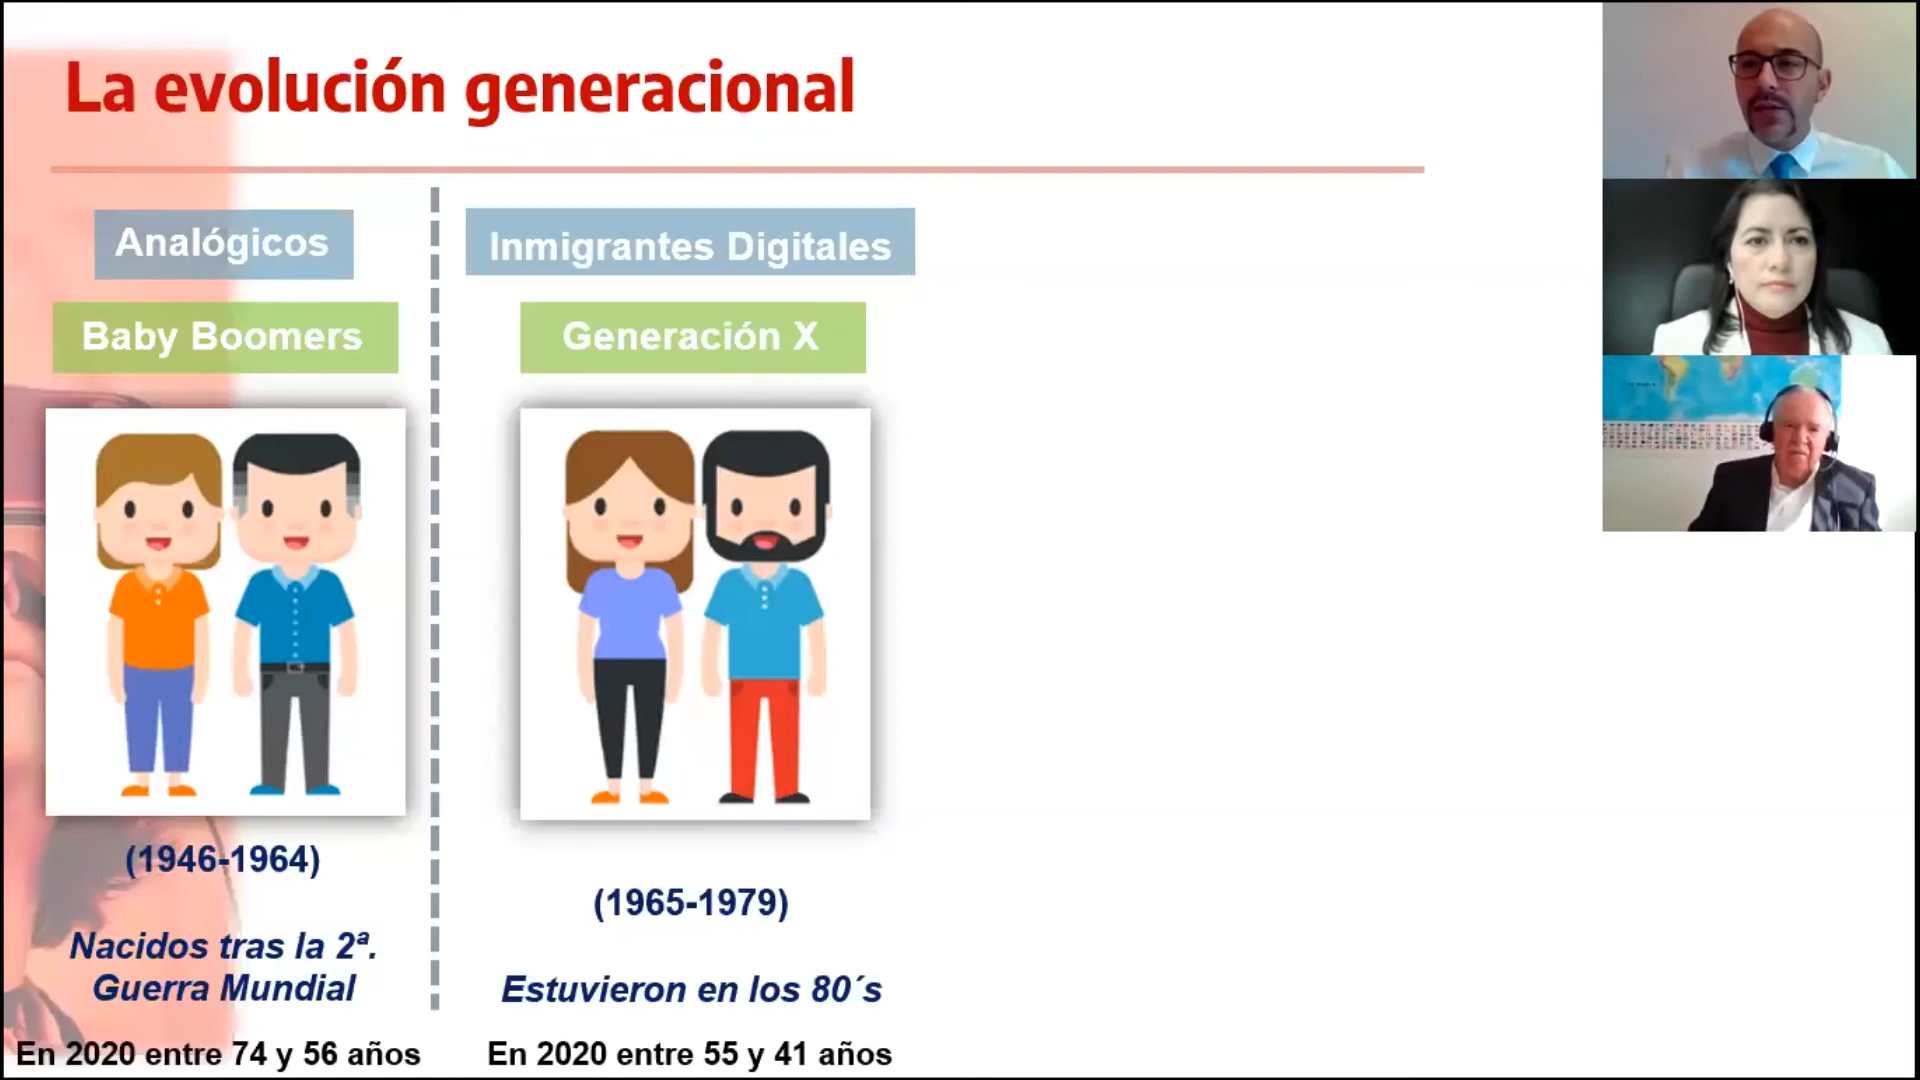 La evolución generacional
Analógicos
Baby Boomers
(1946-1964)
Nacidos tras la 2ª.
Guerra Mundial
En 2020 entre 74 y 56 años
Inmigrantes Digitales
Generación X
(1965-1979)
Estuvieron en los 80´s
En 2020 entre 55 y 41 años